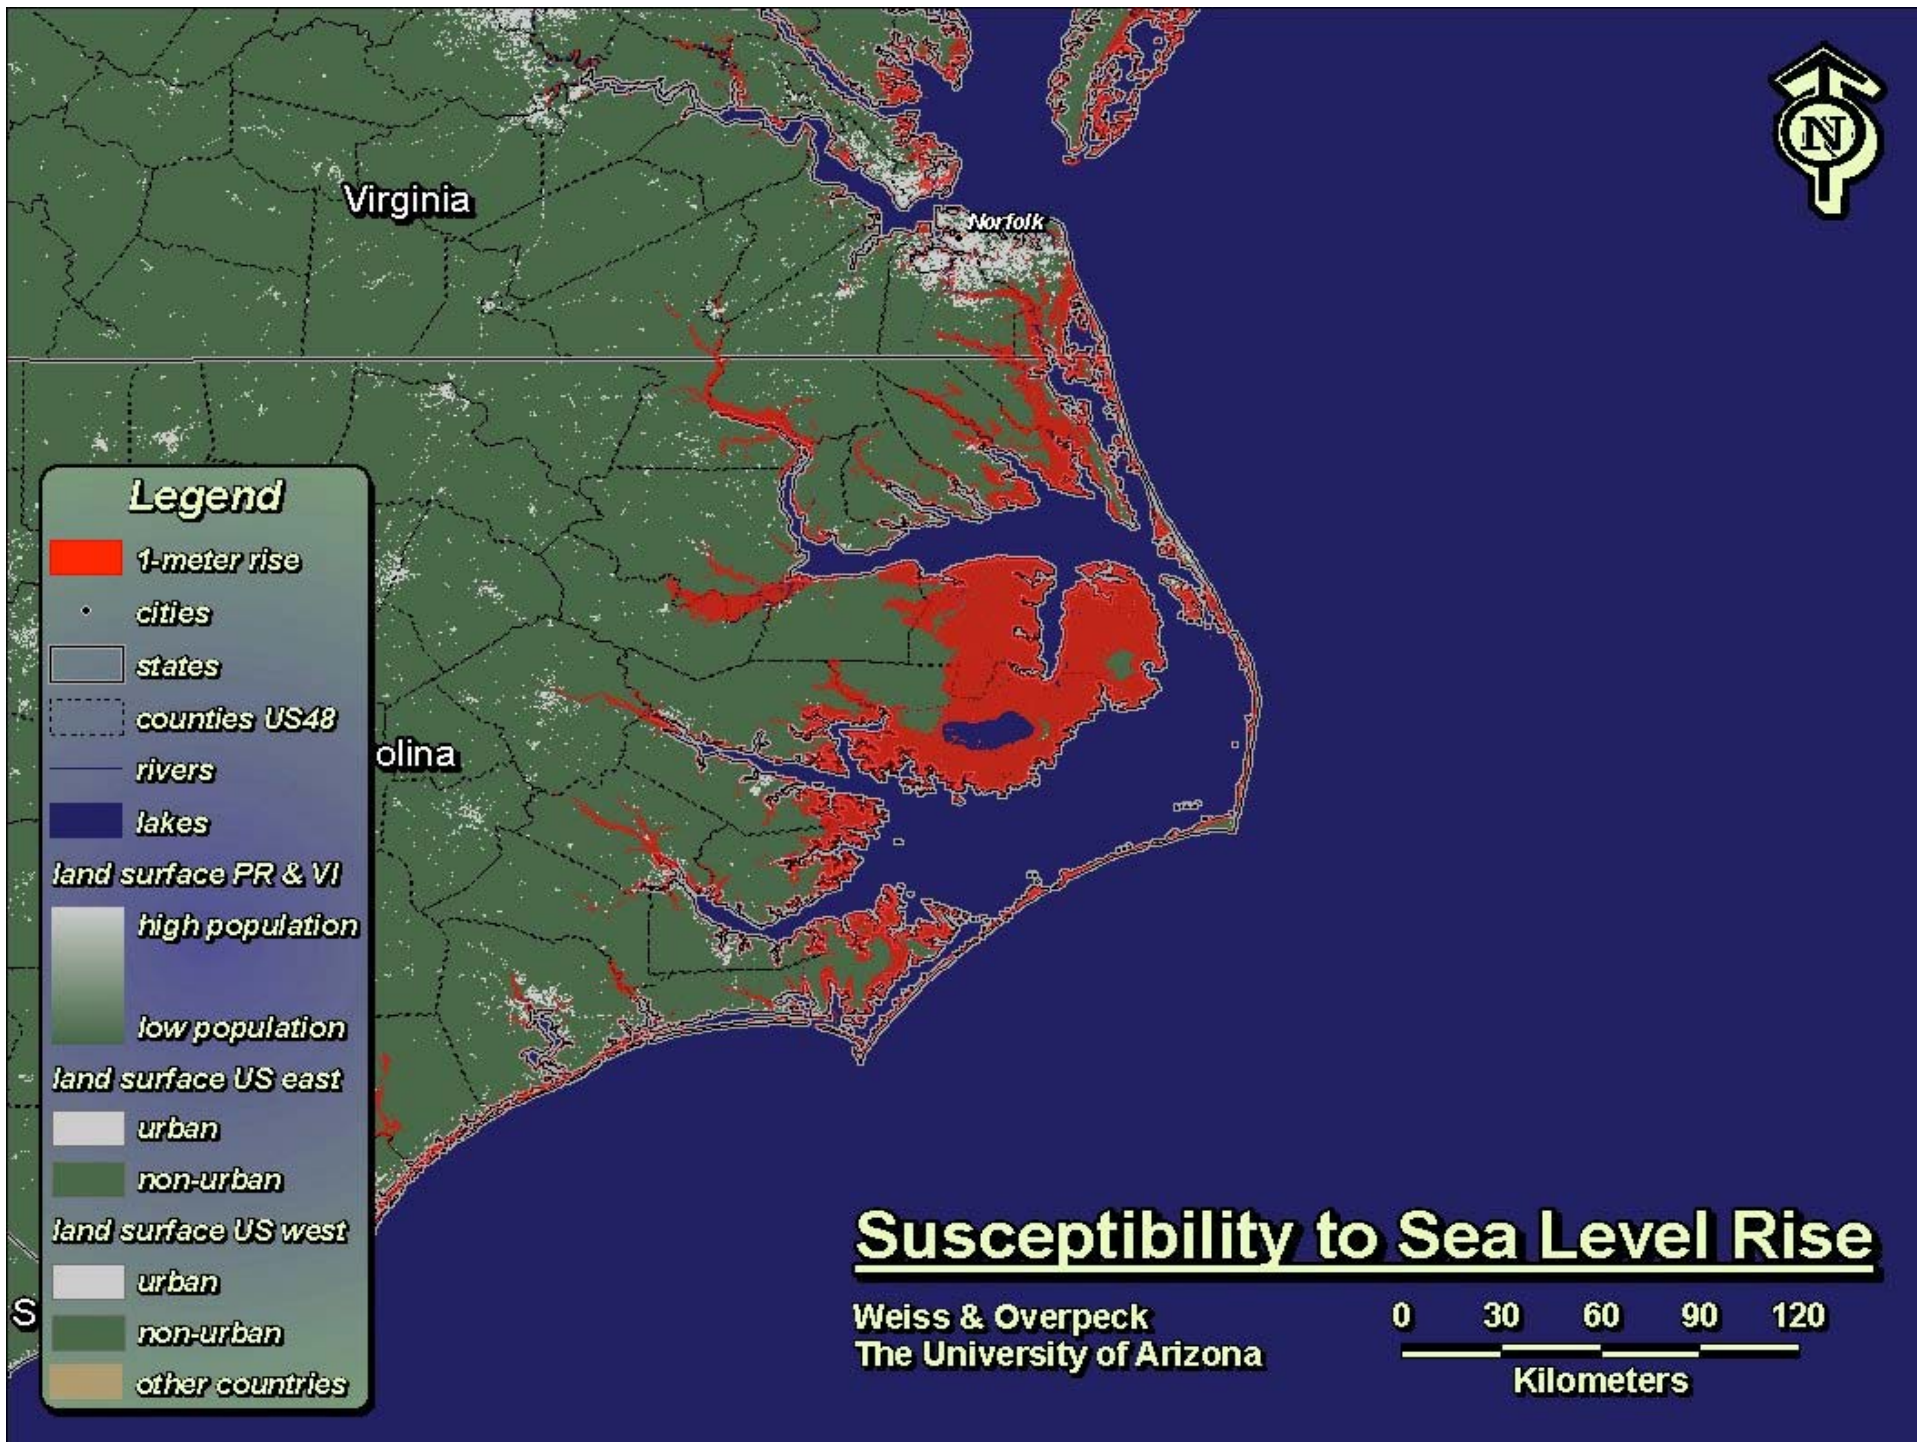 N
Virginia
Norfolk
Legend
1-meter rise
cities
states
counties US48
olina
rivers
lakes
land surface PR & VI
high population
low population
land surface US east
urban
non-urban
land surface US west
urban
S
non-urban
other countries
Susceptibility to Sea Level Rise
Weiss & Overpeck
The University of Arizona
0 30 60 90 120
Kilometers